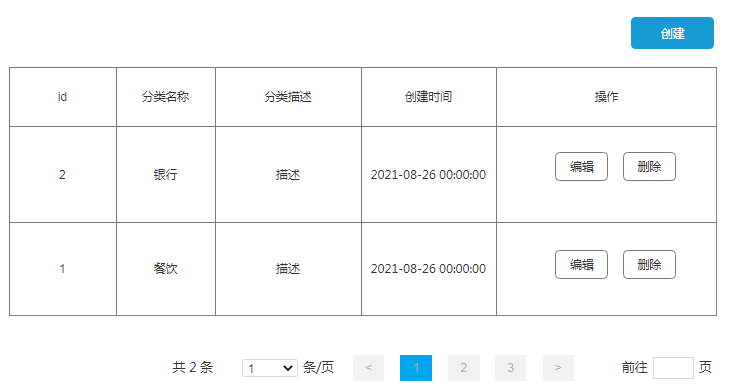 创建
id 分类名称 分类描述 创建时间 操作
2 银行 描述 2021-08-26 00:00:00 编辑 删除
1 餐饮 描述 2021-08-26 00:00:00 编辑 删除
共 2 条 1 条/页 < 1 2 3 > 前往 页